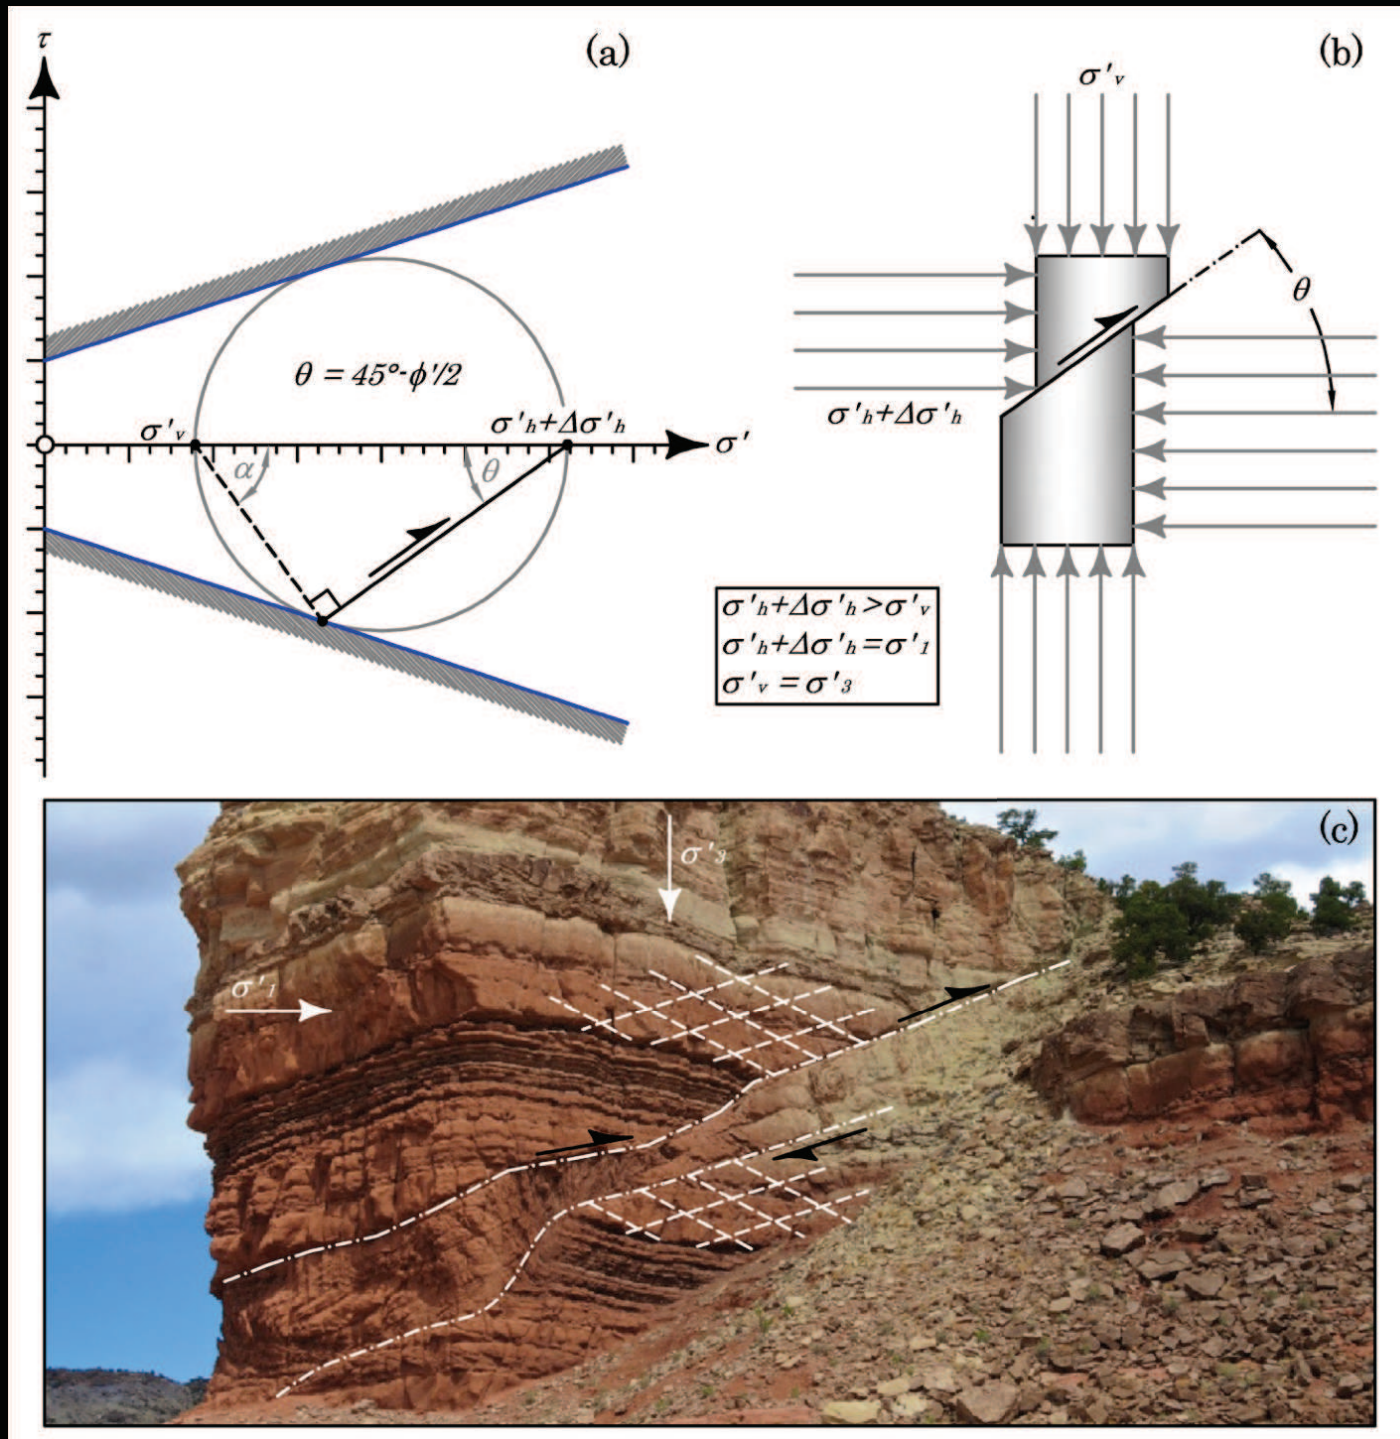 τ
(a)
(b)
σ'ᵥ
θ
θ = 45°-ϕ'/2
σ'ᵥ
σ'ₕ+Δσ'ₕ
σ'
σ'ₕ+Δσ'ₕ
α
θ
σ'ₕ+Δσ'ₕ>σ'ᵥ
σ'ₕ+Δσ'ₕ=σ'₁
σ'ᵥ = σ'₃
(c)
σ'₃
σ'₁